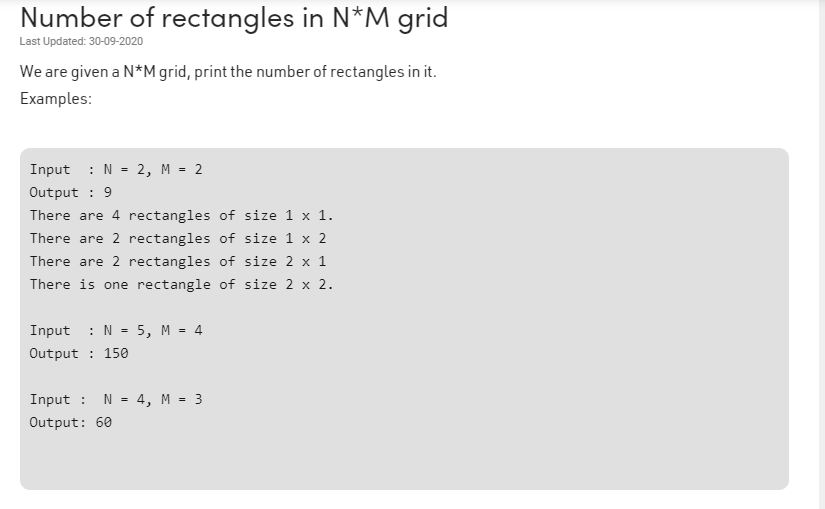 Number of rectangles in N*M grid
Last Updated: 30-09-2020
We are given a N*M grid, print the number of rectangles in it.
Examples:
Input  : N = 2, M = 2
Output : 9
There are 4 rectangles of size 1 x 1.
There are 2 rectangles of size 1 x 2
There are 2 rectangles of size 2 x 1
There is one rectangle of size 2 x 2.
Input  : N = 5, M = 4
Output : 150
Input :  N = 4, M = 3
Output: 60